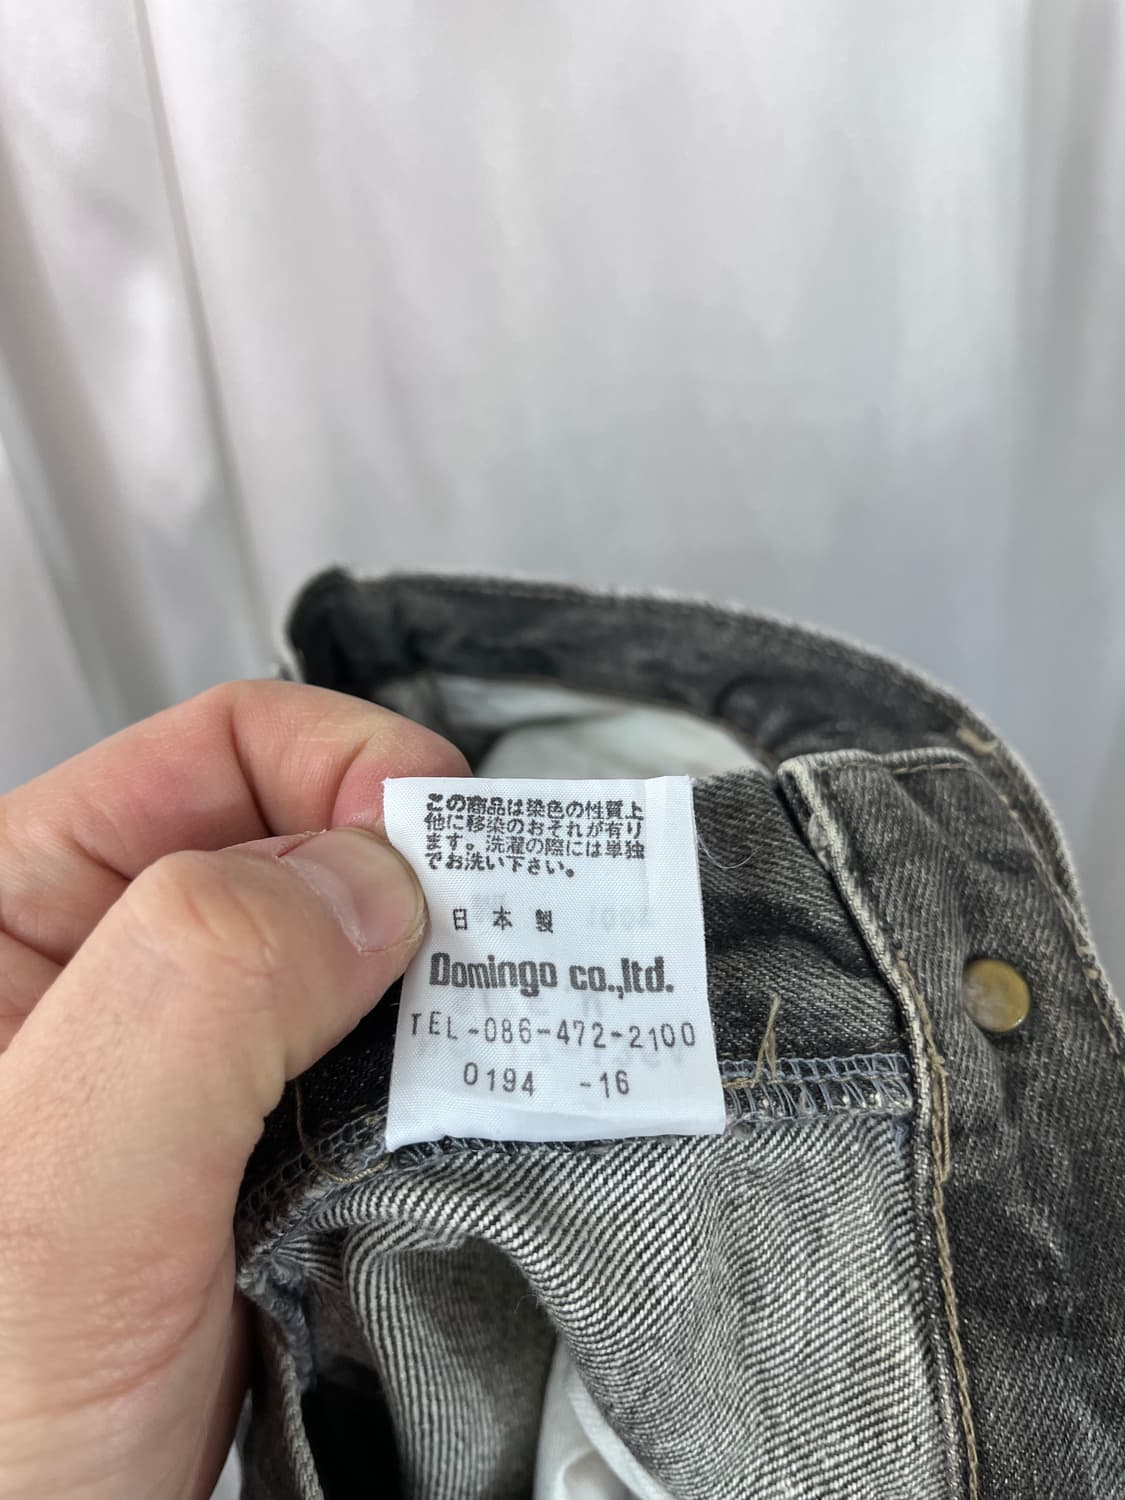 この商品は染色の性質上
他に移染のおそれが有り
ます。洗濯の際には単独
でお洗い下さい。
日本製
Domingo co.,ltd.
TEL-086-472-2100
0194 -16